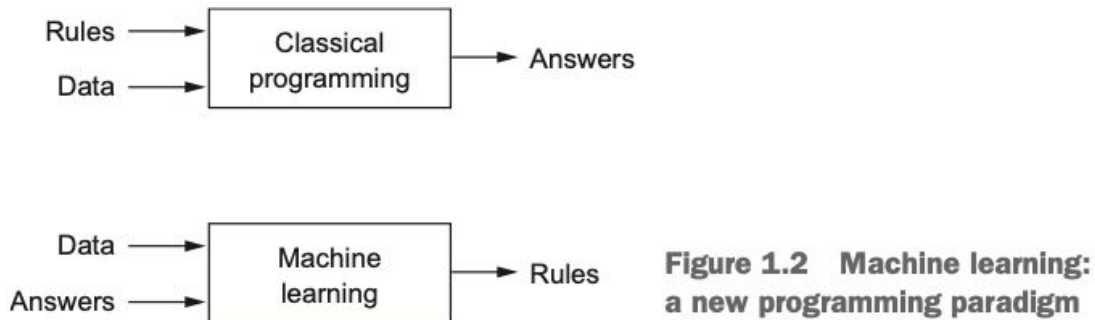 Rules
Data
Classical
programming
Answers
Data
Answers
Machine
learning
Rules
Figure 1.2 Machine learning:
a new programming paradigm